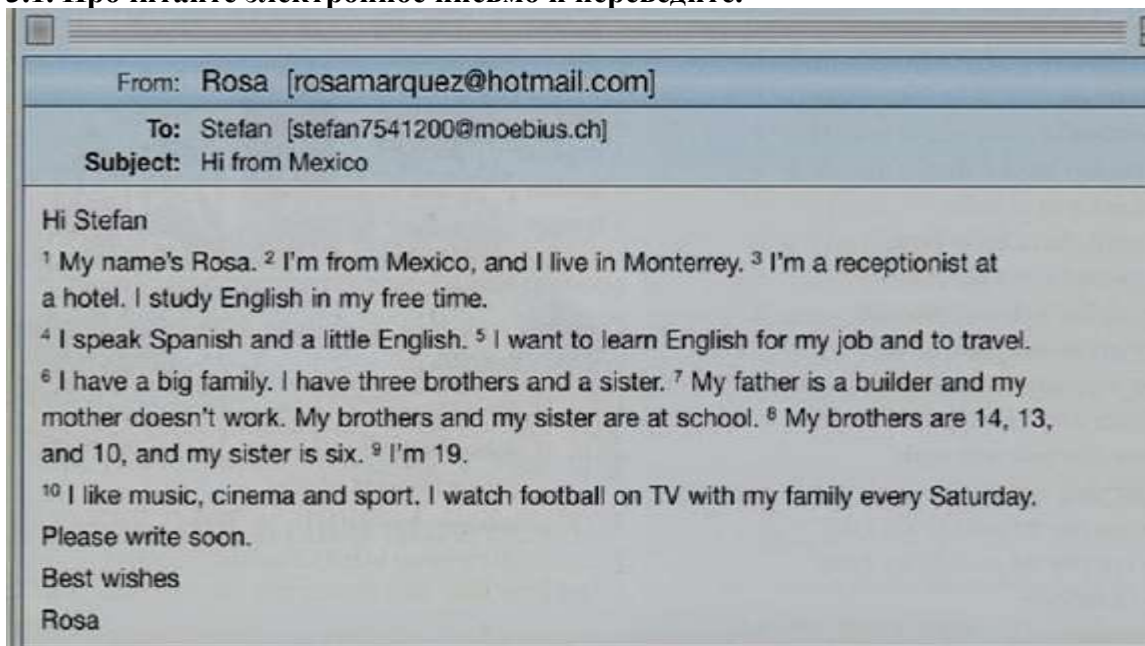 3.1. Прочитайте электронное письмо и переведите.
From: Rosa [rosamarquez@hotmail.com]
To: Stefan [stefan7541200@moebius.ch]
Subject: Hi from Mexico
Hi Stefan
¹ My name's Rosa. ² I'm from Mexico, and I live in Monterrey. ³ I'm a receptionist at
a hotel. I study English in my free time.
⁴ I speak Spanish and a little English. ⁵ I want to learn English for my job and to travel.
⁶ I have a big family. I have three brothers and a sister. ⁷ My father is a builder and my
mother doesn't work. My brothers and my sister are at school. ⁸ My brothers are 14, 13,
and 10, and my sister is six. ⁹ I'm 19.
¹⁰ I like music, cinema and sport. I watch football on TV with my family every Saturday.
Please write soon.
Best wishes
Rosa